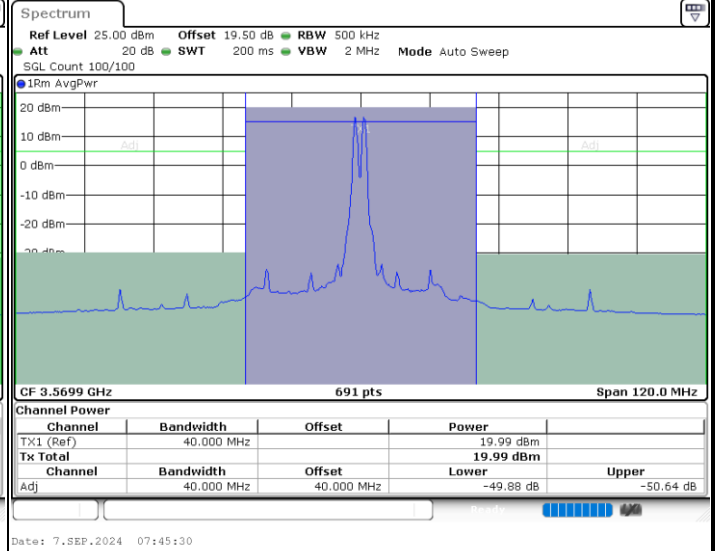 Spectrum
Ref Level 25.00 dBm Offset 19.50 dB RBW 500 kHz
Att 20 dB SWT 200 ms VBW 2 MHz Mode Auto Sweep
SGL Count 100/100
1Rm AvgPwr
20 dBm
10 dBm
Adj Adj
0 dBm
-10 dBm
-20 dBm
CF 3.5699 GHz 691 pts Span 120.0 MHz
Channel Power
Channel Bandwidth Offset Power
TX1 (Ref) 40.000 MHz 19.99 dBm
Tx Total 19.99 dBm
Channel Bandwidth Offset Lower Upper
Adj 40.000 MHz 40.000 MHz -49.88 dB -50.64 dB
Ready
Date: 7.SEP.2024 07:45:30